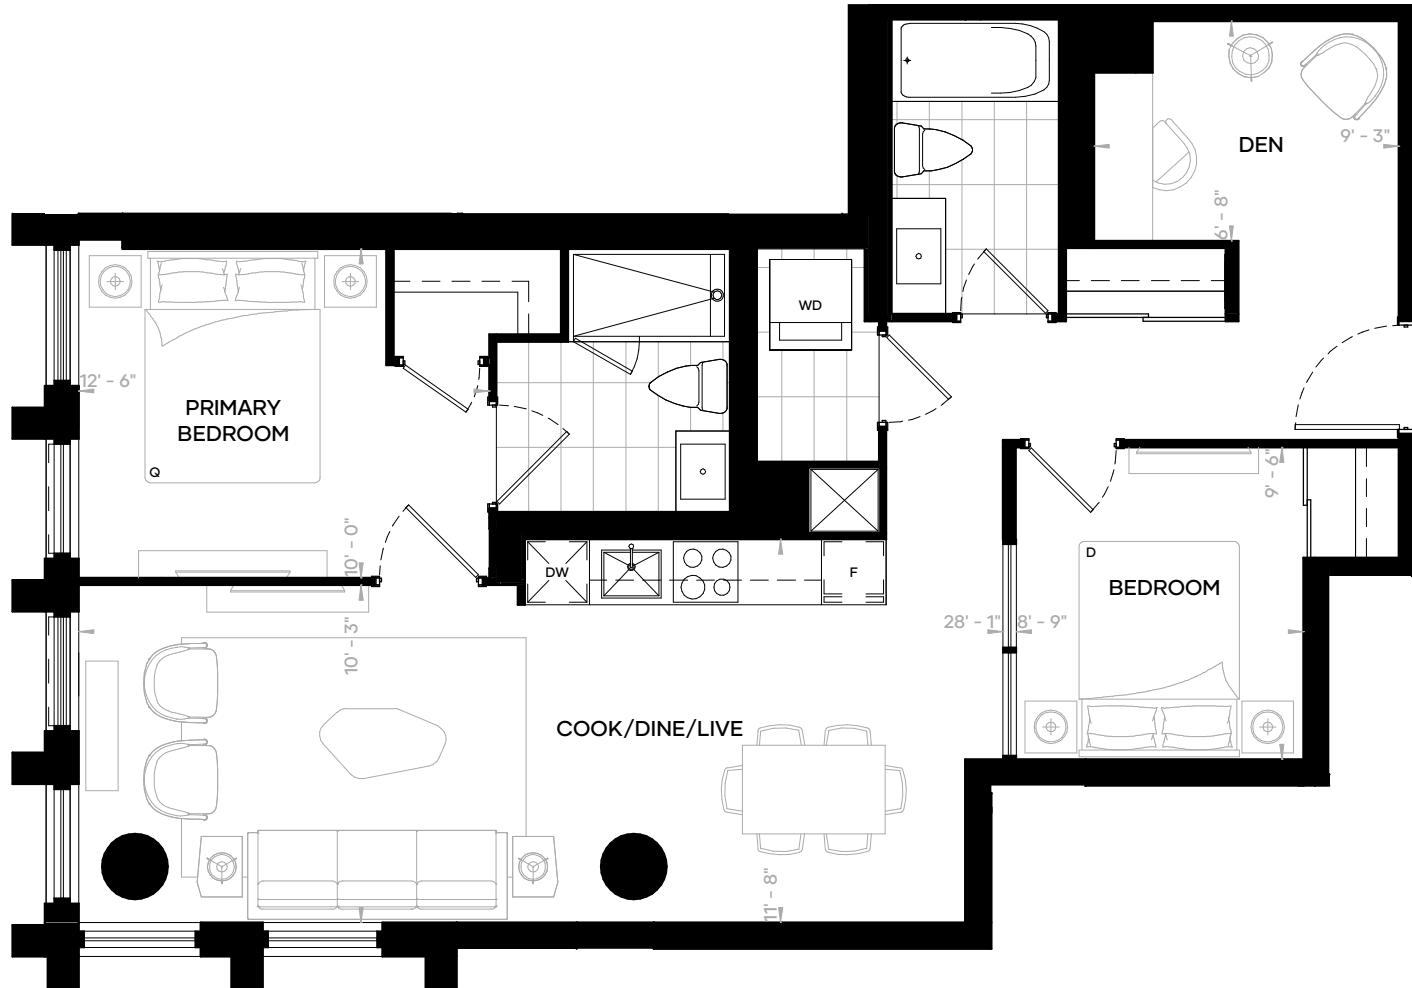 DEN
9' - 3"
6' - 8"
WD
12' - 6"
PRIMARY
BEDROOM
Q
10' - 0"
9' - 6"
DW
F
D
BEDROOM
28' - 1"
8' - 9"
10' - 3"
COOK/DINE/LIVE
11' - 8"